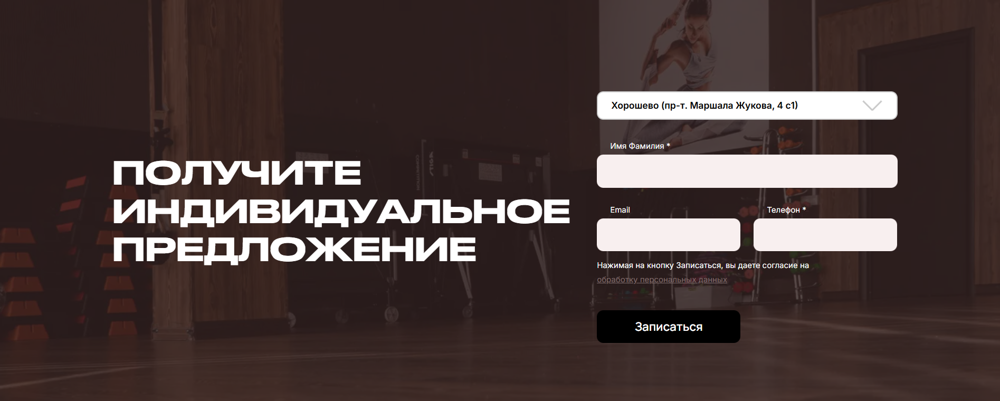 ПОЛУЧИТЕ
ИНДИВИДУАЛЬНОЕ
ПРЕДЛОЖЕНИЕ
Хорошево (пр-т. Маршала Жукова, 4 с1)
Имя Фамилия *
Email
Телефон *
Нажимая на кнопку Записаться, вы даете согласие на
обработку персональных данных
Записаться